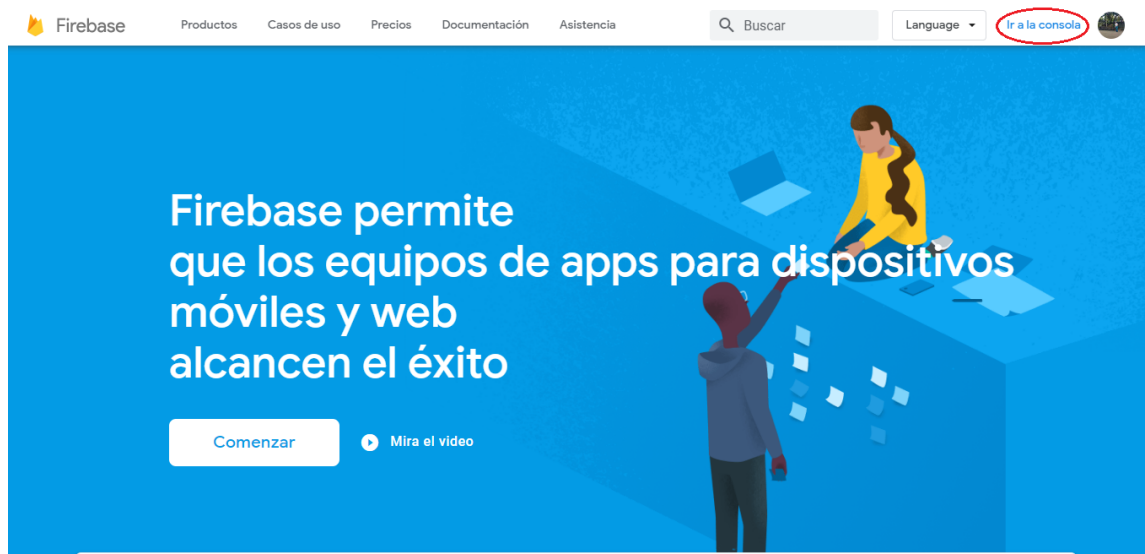 Firebase
Productos
Casos de uso
Precios
Documentación
Asistencia
Buscar
Language
Ir a la consola
Firebase permite
que los equipos de apps para dispositivos
móviles y web
alcancen el éxito
Comenzar
Mira el video